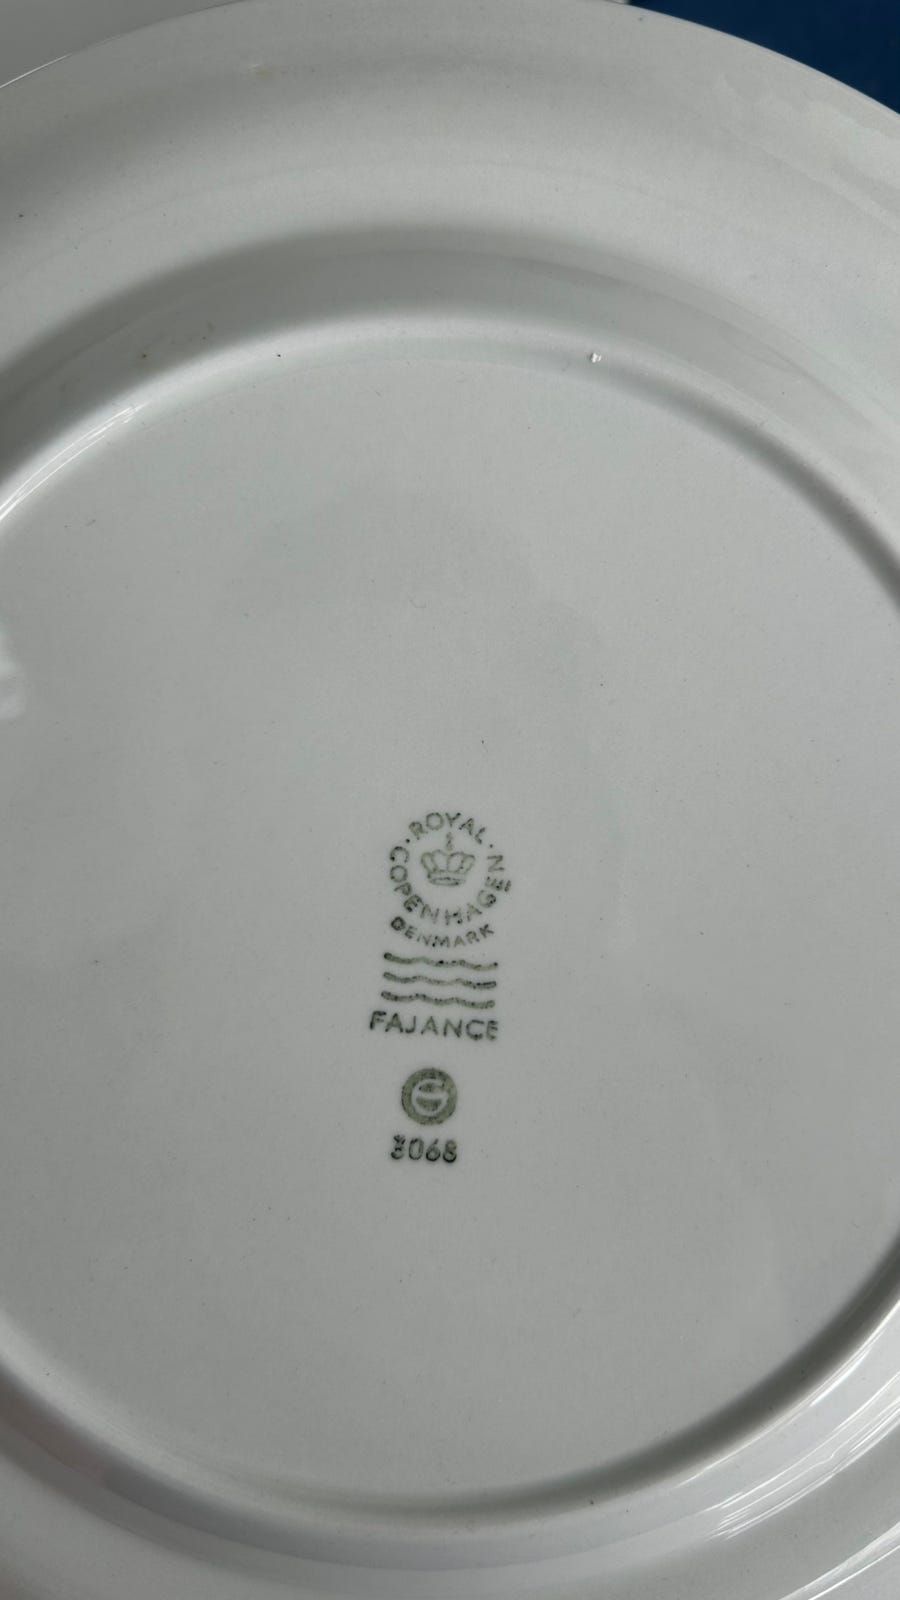 ROYAL
COPENHAGEN
DENMARK
FAJANCE
3068